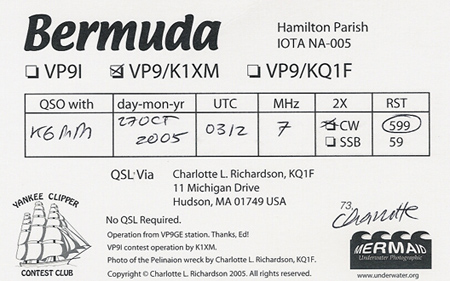 Bermuda
Hamilton Parish
IOTA NA-005
VP9I VP9/K1XM VP9/KQ1F
QSO with day-mon-yr UTC MHz 2X RST
K6MM 27 OCT 2005 0312 7 CW 599
SSB 59
QSL Via Charlotte L. Richardson, KQ1F
11 Michigan Drive
Hudson, MA 01749 USA
YANKEE CLIPPER
CONTEST CLUB
No QSL Required.
Operation from VP9GE station. Thanks, Ed!
VP9I contest operation by K1XM.
Photo of the Pelinaion wreck by Charlotte L. Richardson, KQ1F.
Copyright © Charlotte L. Richardson 2005. All rights reserved.
73,
Charlotte
MERMAID
Underwater Photographic
www.underwater.org